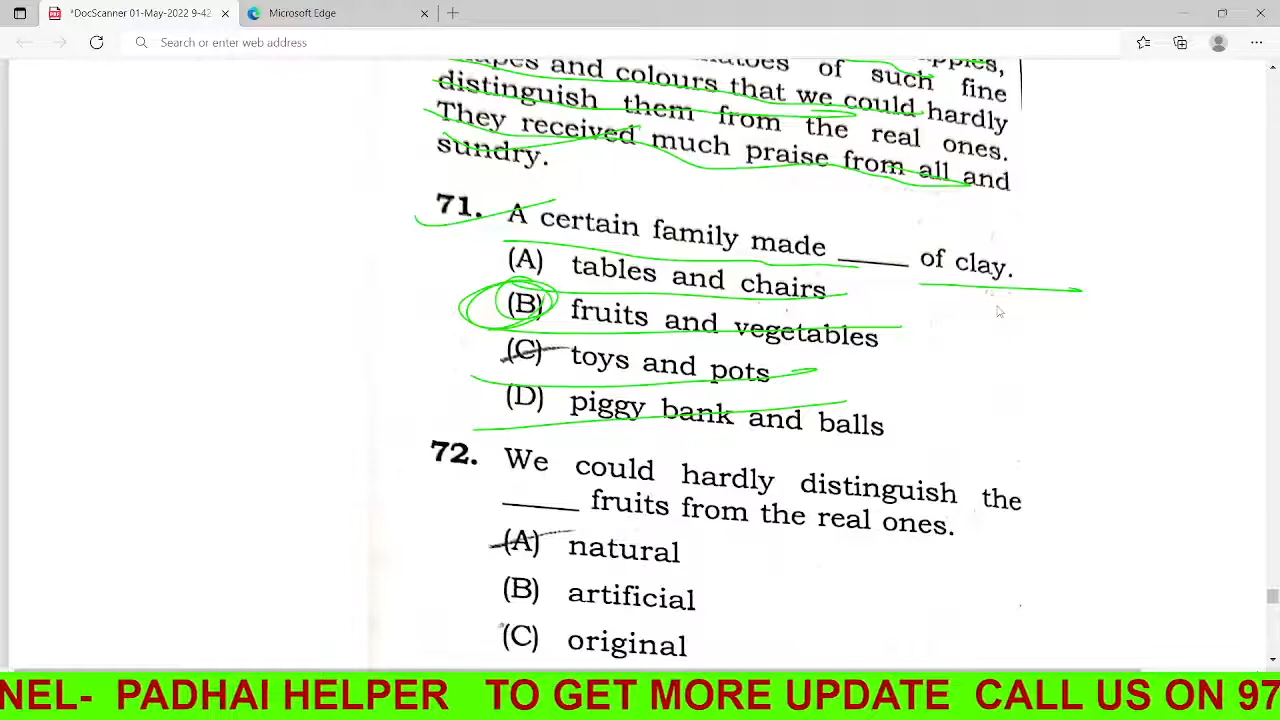 *DocScanner 01-May-2022 9-42
Microsoft Edge
Search or enter web address
of such fine
and colours that we could hardly
distinguish them from the real ones.
They received much praise from all and
sundry.
71. A certain family made ____ of clay.
(A) tables and chairs
(B) fruits and vegetables
(C) toys and pots
(D) piggy bank and balls
72. We could hardly distinguish the
____ fruits from the real ones.
(A) natural
(B) artificial
(C) original
NEL- PADHAI HELPER TO GET MORE UPDATE CALL US ON 97